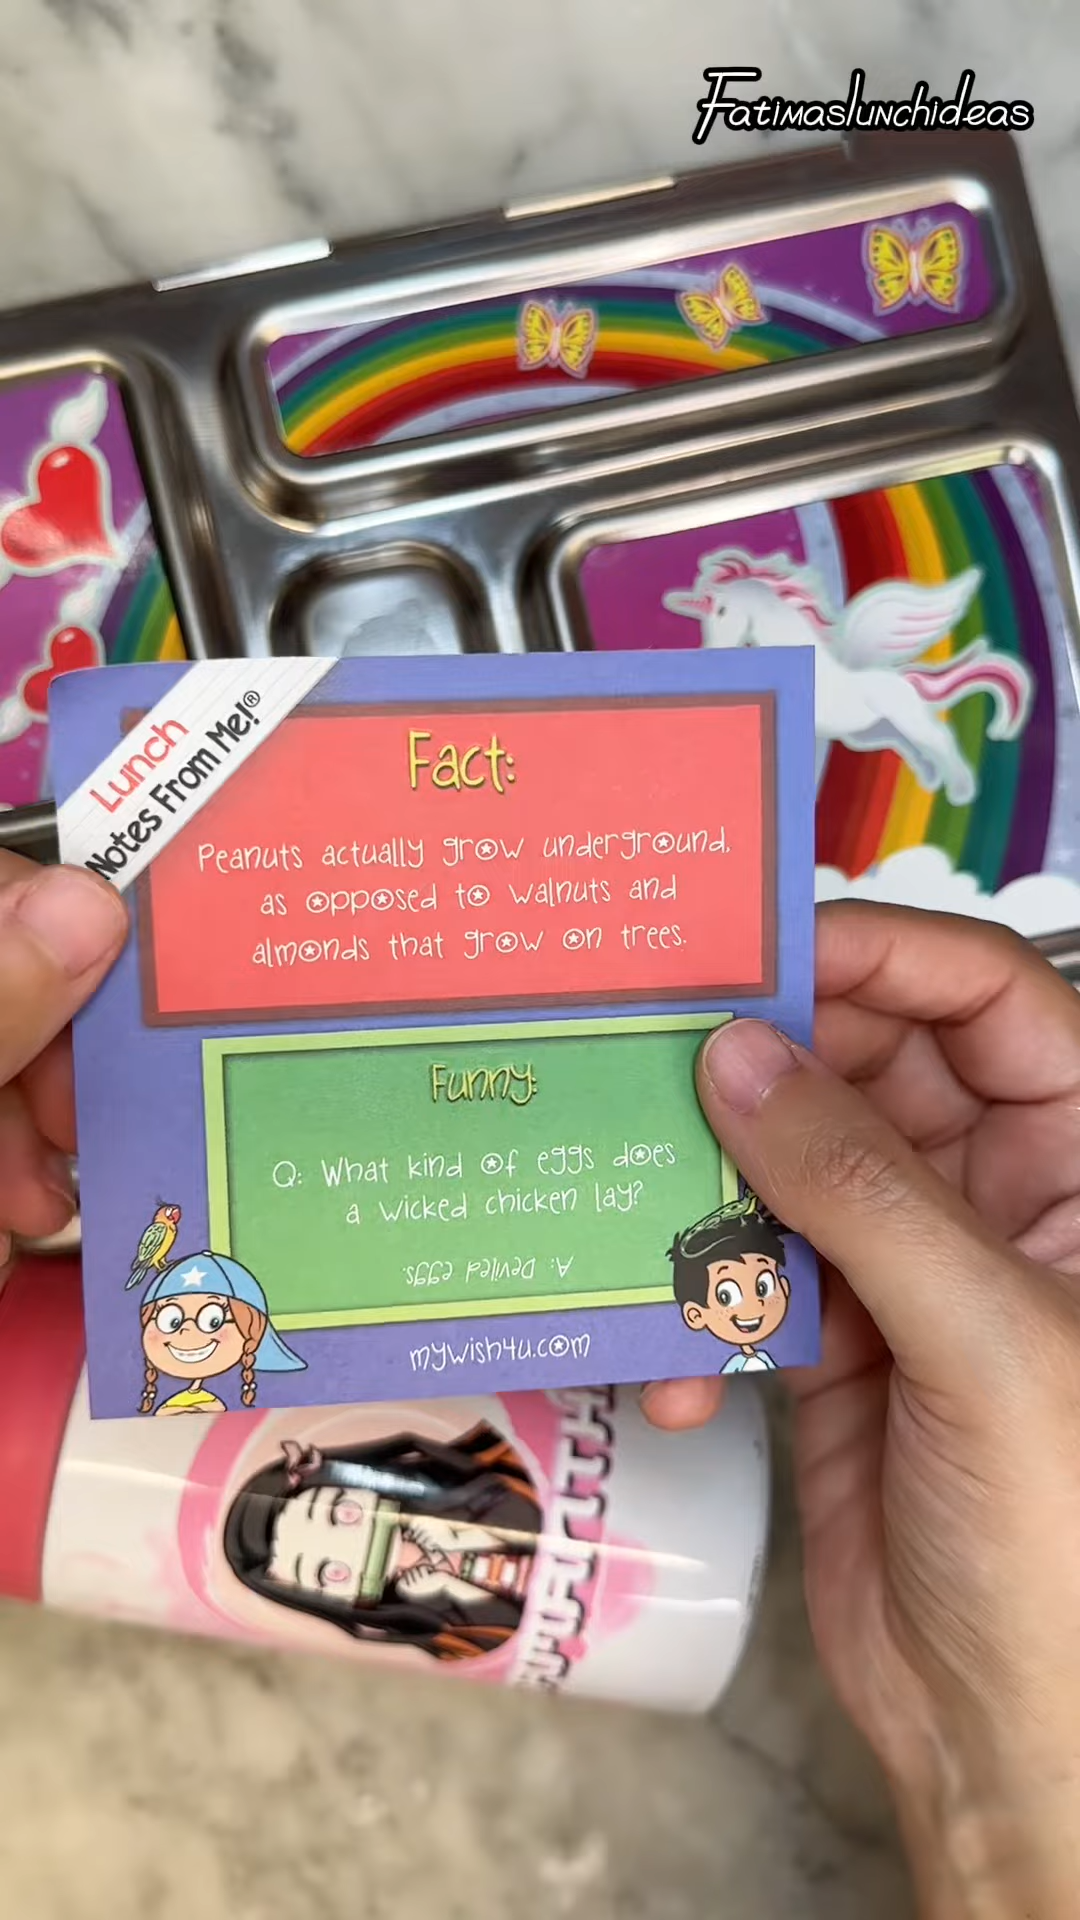 Fatimaslunchideas
Lunch
Notes From Me!®
Fact:
Peanuts actually grow underground,
as opposed to walnuts and
almonds that grow on trees.
Funny:
Q: What kind of eggs does
a wicked chicken lay?
A: Deviled eggs.
mywish4u.com